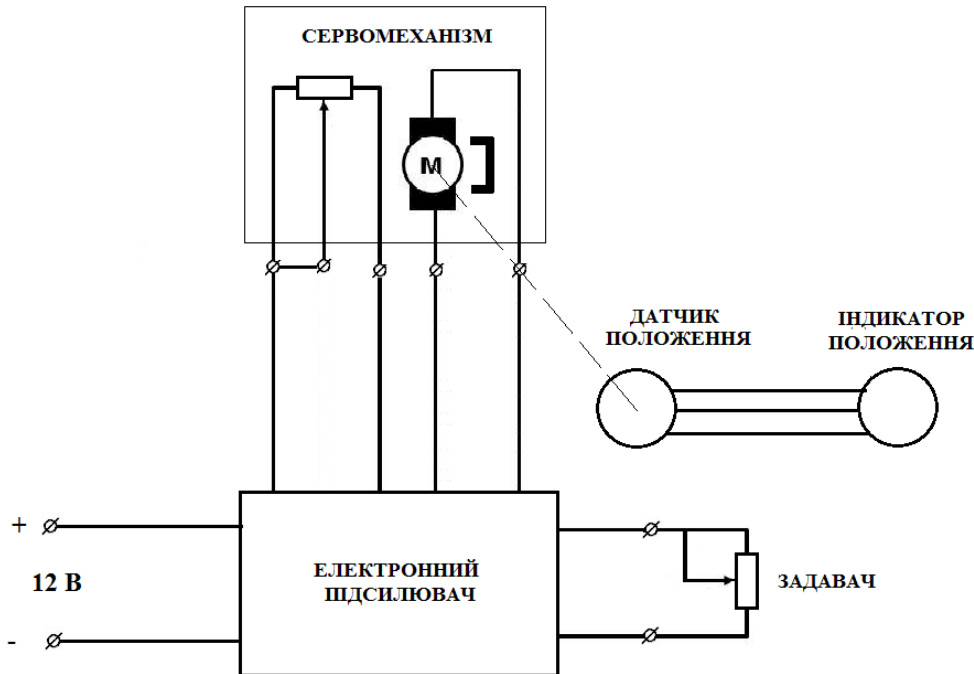 СЕРВОМЕХАНІЗМ
М
ДАТЧИК
ПОЛОЖЕННЯ
ІНДИКАТОР
ПОЛОЖЕННЯ
+
12 В
-
ЕЛЕКТРОННИЙ
ПІДСИЛЮВАЧ
ЗАДАВАЧ